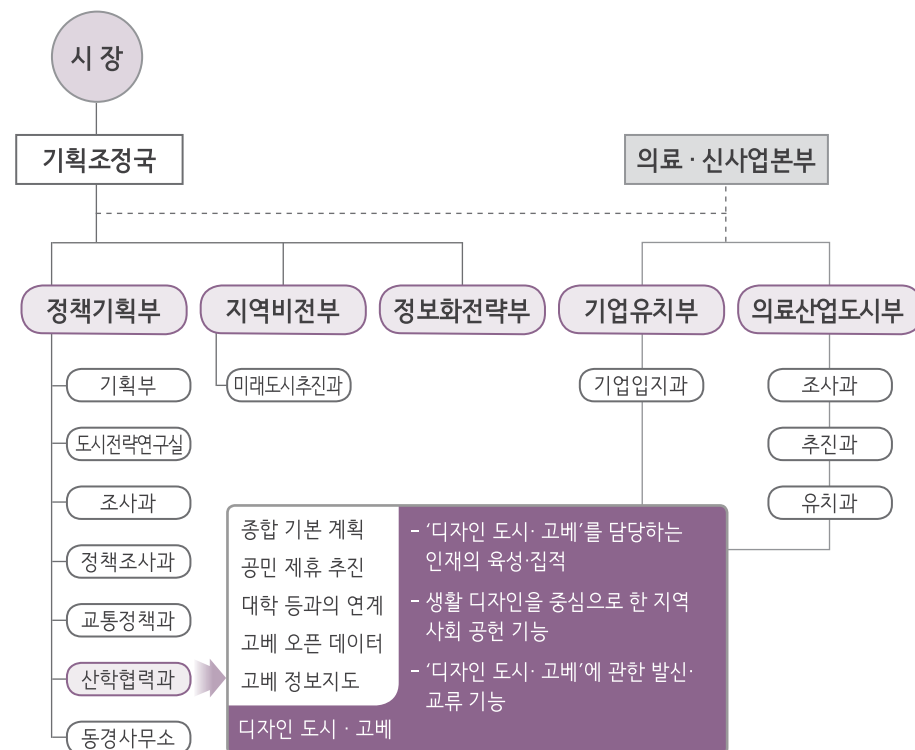 시 장
기획조정국
의료 · 신사업본부
정책기획부
지역비전부
정보화전략부
기업유치부
의료산업도시부
기획부
도시전략연구실
조사과
정책조사과
교통정책과
산학협력과
동경사무소
미래도시추진과
기업입지과
조사과
추진과
유치과
종합 기본 계획
공민 제휴 추진
대학 등과의 연계
고베 오픈 데이터
고베 정보지도
디자인 도시 · 고베
– ‘디자인 도시· 고베’를 담당하는
인재의 육성·집적
– 생활 디자인을 중심으로 한 지역
사회 공헌 기능
– ‘디자인 도시· 고베’에 관한 발신·
교류 기능